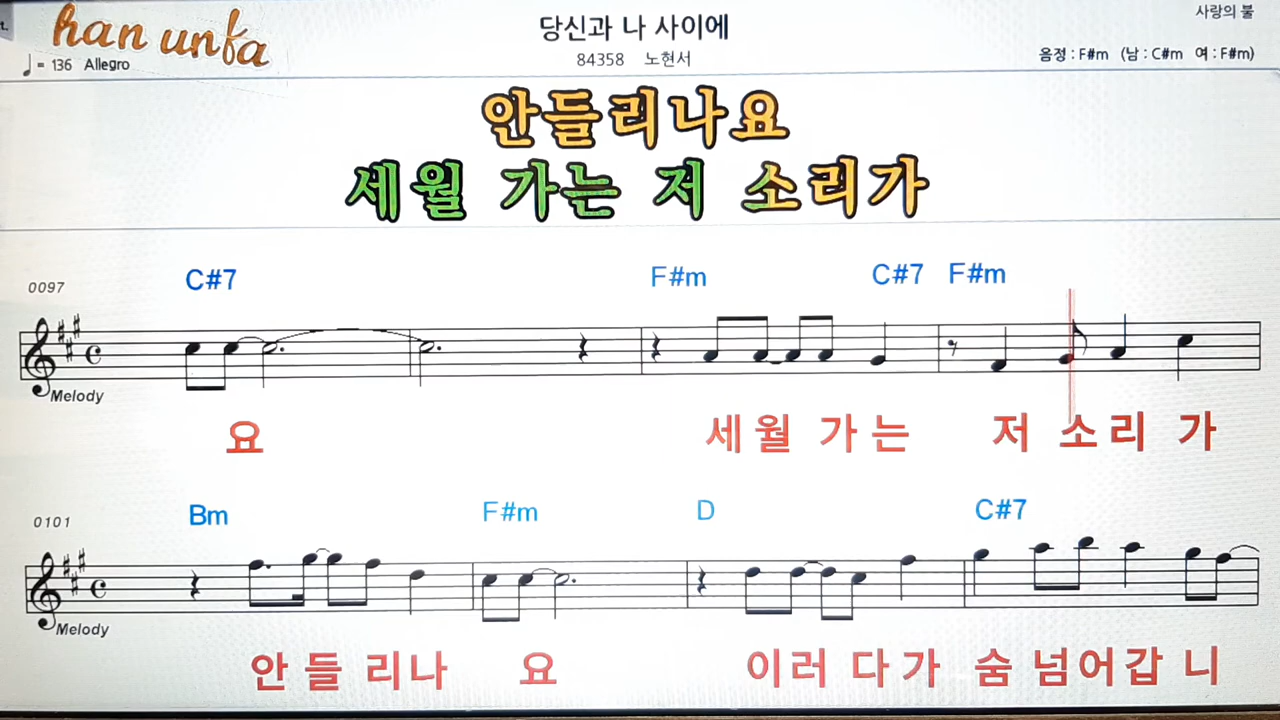 t.
han unfa
당신과 나 사이에
사랑의 불
♩ = 136 Allegro
84358 노현서
음정 : F#m (남 : C#m 여 : F#m)
안들리나요
세월 가는 저 소리가
0097
C#7 F#m C#7 F#m
Melody
요 세월 가는 저 소리 가
0101
Bm F#m D C#7
Melody
안들 리나 요 이러 다가 숨 넘어갑 니